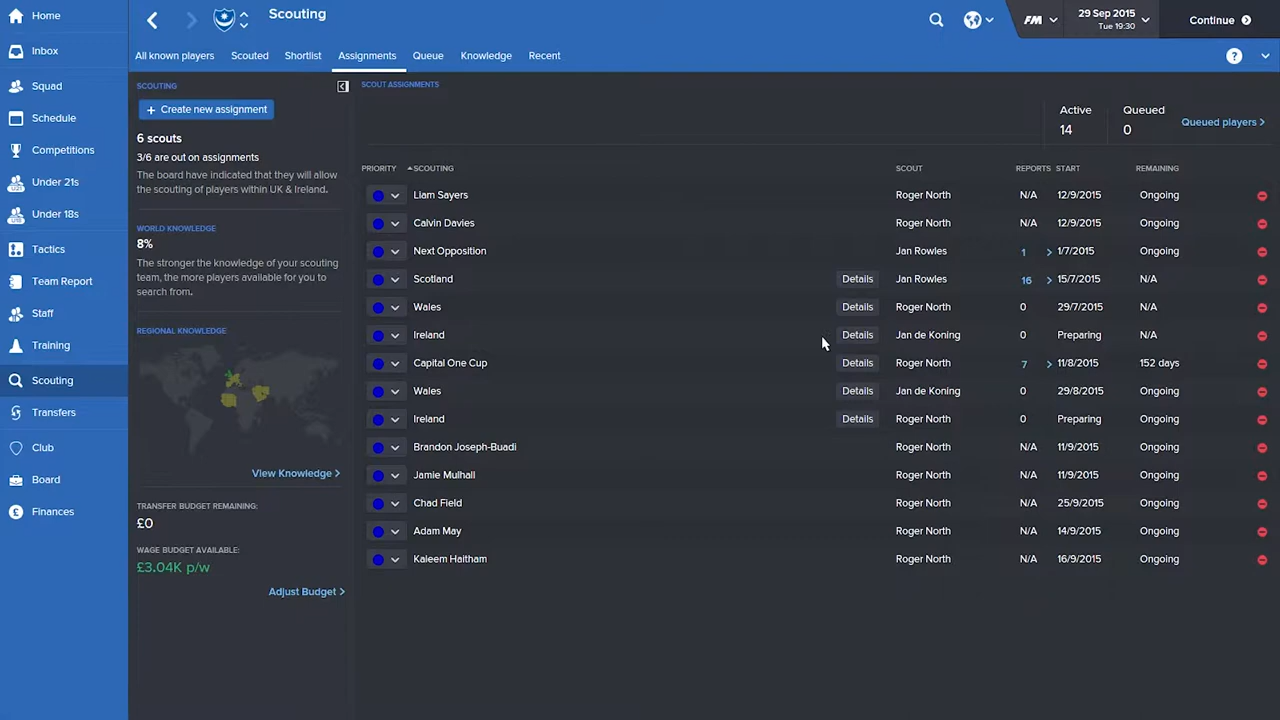 Home
Inbox
Squad
Schedule
Competitions
Under 21s
Under 18s
Tactics
Team Report
Staff
Training
Scouting
Transfers
Club
Board
Finances
Scouting
FM
29 Sep 2015
Tue 19:30
Continue
All known players Scouted Shortlist Assignments Queue Knowledge Recent
?
SCOUTING
+ Create new assignment
6 scouts
3/6 are out on assignments
The board have indicated that they will allow
the scouting of players within UK & Ireland.
WORLD KNOWLEDGE
8%
The stronger the knowledge of your scouting
team, the more players available for you to
search from.
REGIONAL KNOWLEDGE
View Knowledge >
TRANSFER BUDGET REMAINING:
£0
WAGE BUDGET AVAILABLE:
£3.04K p/w
Adjust Budget >
SCOUT ASSIGNMENTS
Active Queued
14 0 Queued players >
PRIORITY SCOUTING SCOUT REPORTS START REMAINING
Liam Sayers Roger North N/A 12/9/2015 Ongoing
Calvin Davies Roger North N/A 12/9/2015 Ongoing
Next Opposition Jan Rowles 1 > 1/7/2015 Ongoing
Scotland Details Jan Rowles 16 > 15/7/2015 N/A
Wales Details Roger North 0 29/7/2015 N/A
Ireland Details Jan de Koning 0 Preparing N/A
Capital One Cup Details Roger North 7 > 11/8/2015 152 days
Wales Details Jan de Koning 0 29/8/2015 Ongoing
Ireland Details Roger North 0 Preparing Ongoing
Brandon Joseph-Buadi Roger North N/A 11/9/2015 Ongoing
Jamie Mulhall Roger North N/A 11/9/2015 Ongoing
Chad Field Roger North N/A 25/9/2015 Ongoing
Adam May Roger North N/A 14/9/2015 Ongoing
Kaleem Haitham Roger North N/A 16/9/2015 Ongoing